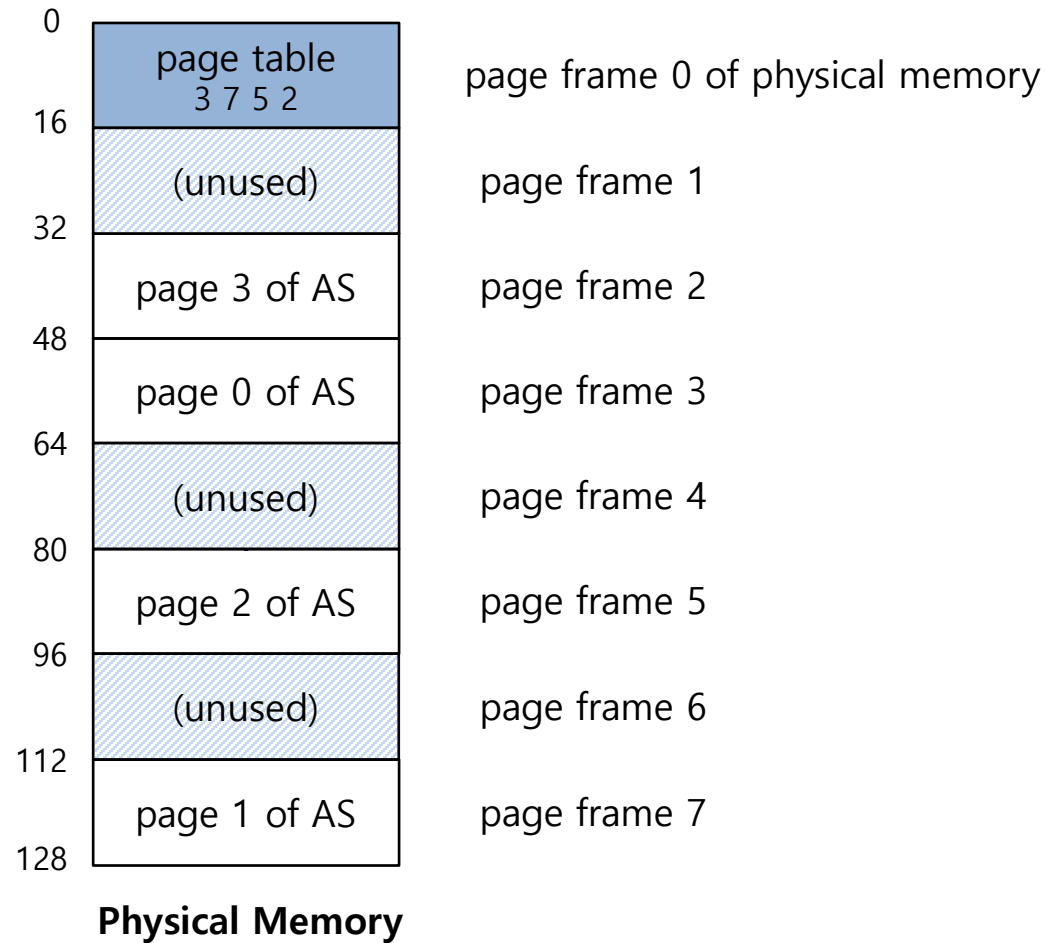 0
page table
3 7 5 2
page frame 0 of physical memory
16
(unused)
page frame 1
32
page 3 of AS
page frame 2
48
page 0 of AS
page frame 3
64
(unused)
page frame 4
80
page 2 of AS
page frame 5
96
(unused)
page frame 6
112
page 1 of AS
page frame 7
128
Physical Memory